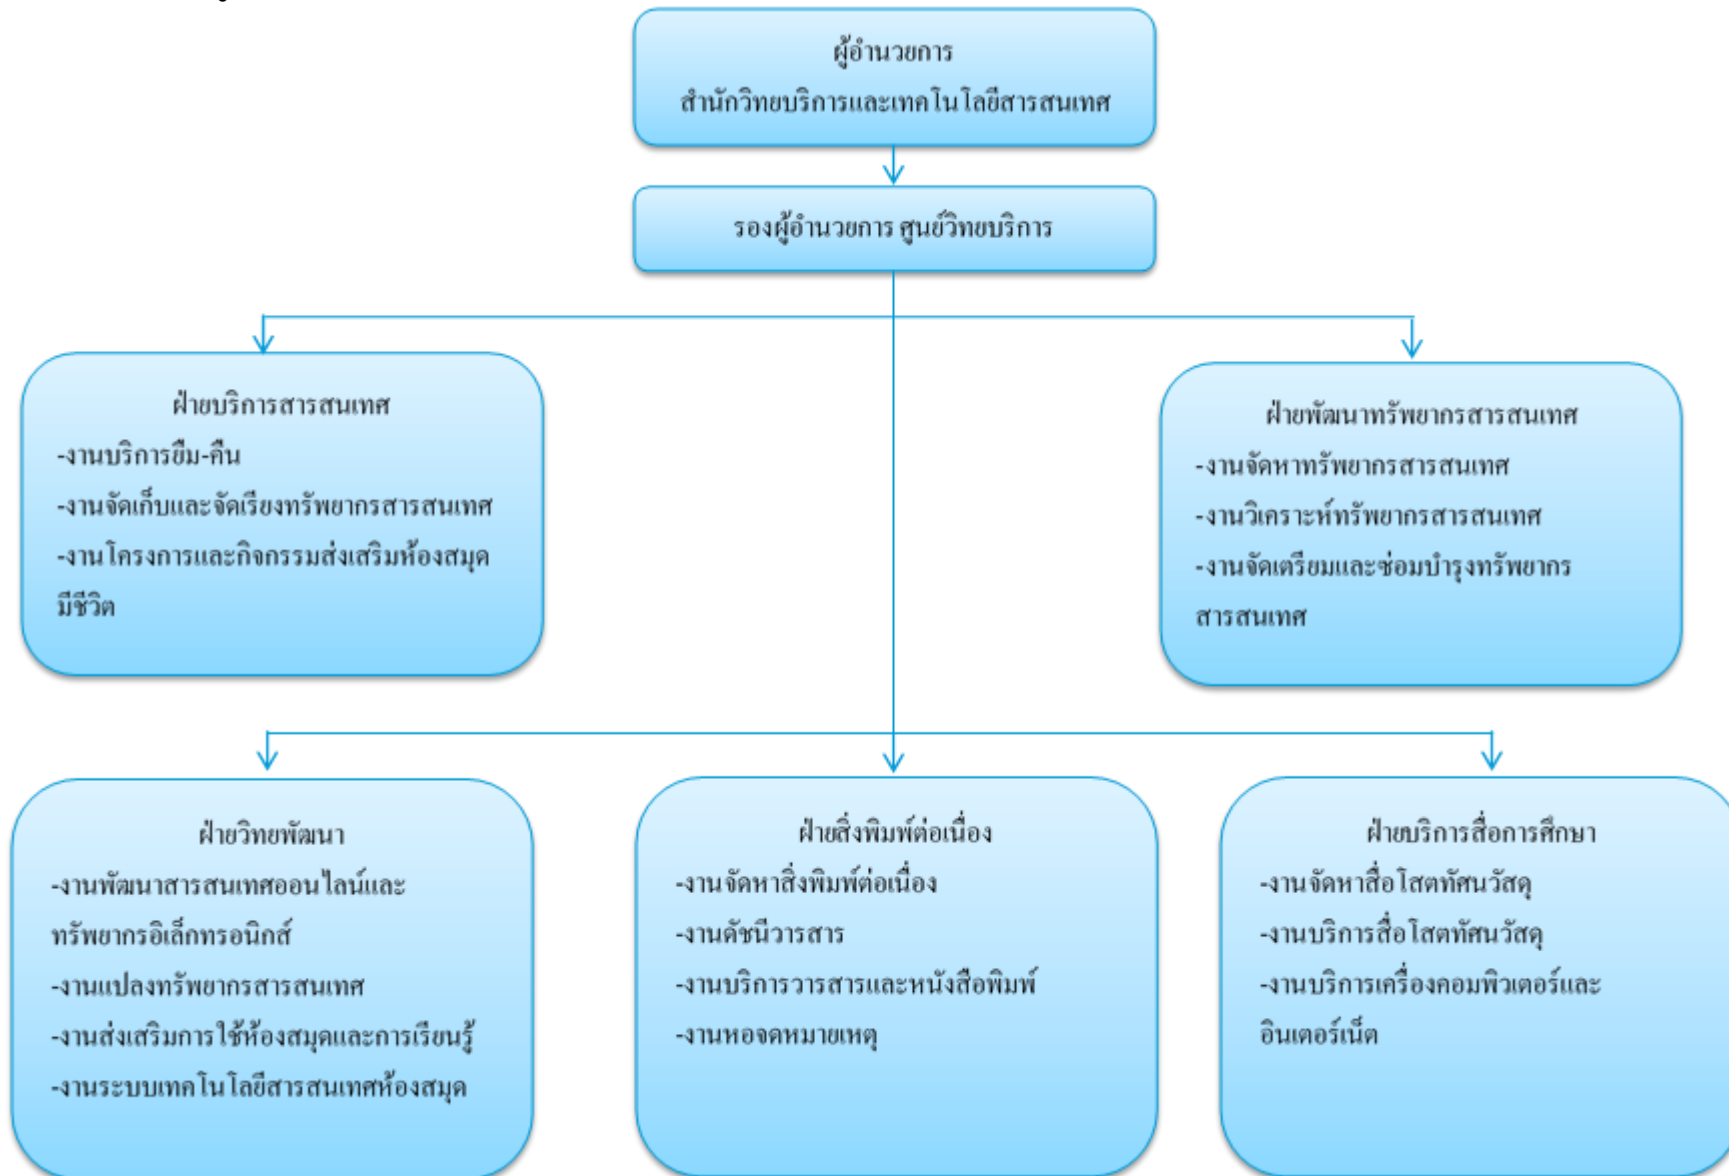 ผู้อำนวยการ
สำนักวิทยบริการและเทคโนโลยีสารสนเทศ
รองผู้อำนวยการ ศูนย์วิทยบริการ
ฝ่ายบริการสารสนเทศ
-งานบริการยืม-คืน
-งานจัดเก็บและจัดเรียงทรัพยากรสารสนเทศ
-งานโครงการและกิจกรรมส่งเสริมห้องสมุด
มีชีวิต
ฝ่ายพัฒนาทรัพยากรสารสนเทศ
-งานจัดหาทรัพยากรสารสนเทศ
-งานวิเคราะห์ทรัพยากรสารสนเทศ
-งานจัดเตรียมและซ่อมบำรุงทรัพยากร
สารสนเทศ
ฝ่ายวิทยพัฒนา
-งานพัฒนาสารสนเทศออนไลน์และ
ทรัพยากรอิเล็กทรอนิกส์
-งานแปลงทรัพยากรสารสนเทศ
-งานส่งเสริมการใช้ห้องสมุดและการเรียนรู้
-งานระบบเทคโนโลยีสารสนเทศห้องสมุด
ฝ่ายสิ่งพิมพ์ต่อเนื่อง
-งานจัดหาสิ่งพิมพ์ต่อเนื่อง
-งานดัชนีวารสาร
-งานบริการวารสารและหนังสือพิมพ์
-งานหอจดหมายเหตุ
ฝ่ายบริการสื่อการศึกษา
-งานจัดหาสื่อโสตทัศนวัสดุ
-งานบริการสื่อโสตทัศนวัสดุ
-งานบริการเครื่องคอมพิวเตอร์และ
อินเตอร์เน็ต